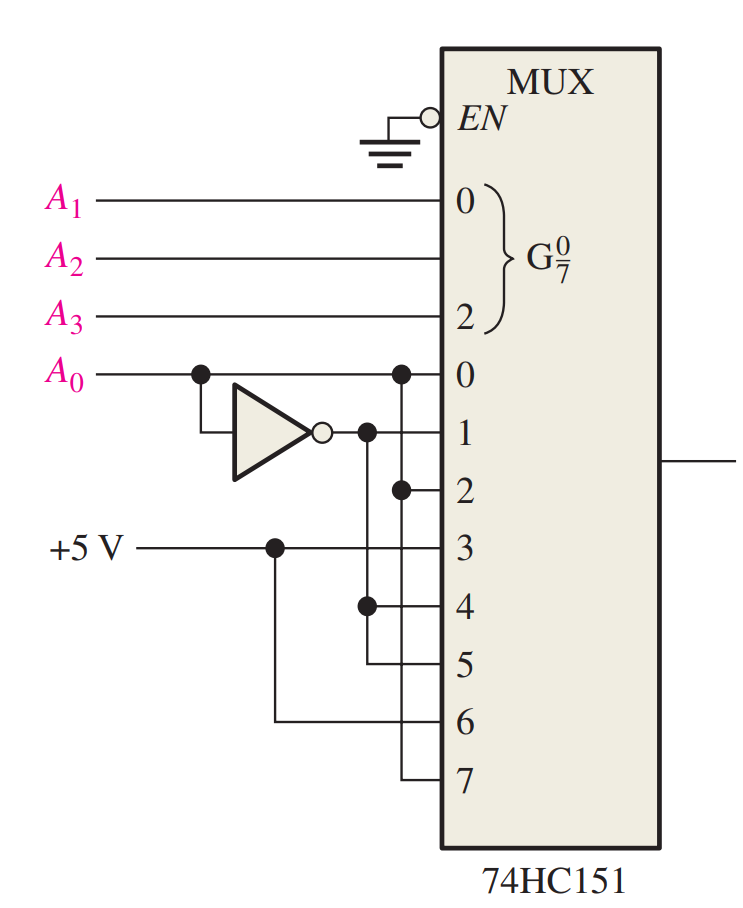 MUX
EN
A₁ 0
A₂ G 0/7
A₃ 2
A₀ 0
1
2
+5 V 3
4
5
6
7
74HC151